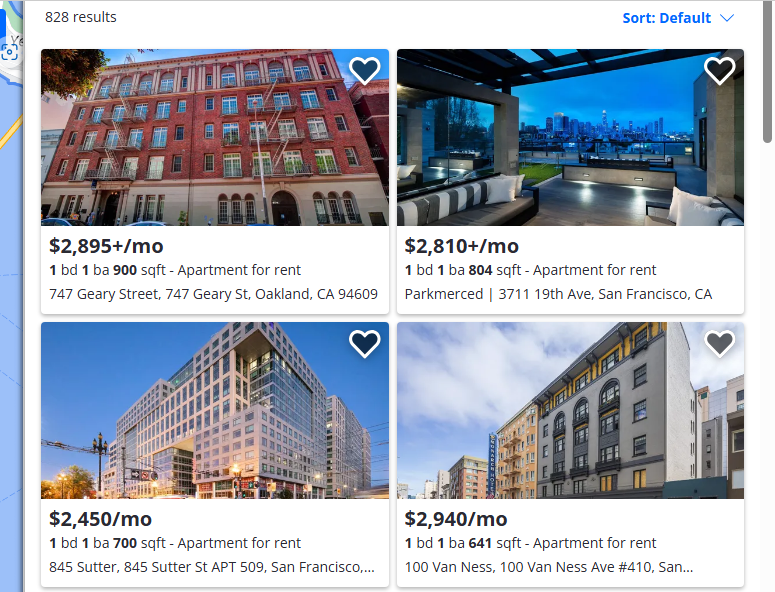 828 results
Sort: Default
$2,895+/mo
1 bd 1 ba 900 sqft - Apartment for rent
747 Geary Street, 747 Geary St, Oakland, CA 94609
$2,810+/mo
1 bd 1 ba 804 sqft - Apartment for rent
Parkmerced | 3711 19th Ave, San Francisco, CA
$2,450/mo
1 bd 1 ba 700 sqft - Apartment for rent
845 Sutter, 845 Sutter St APT 509, San Francisco,...
MONARCH HOTEL
$2,940/mo
1 bd 1 ba 641 sqft - Apartment for rent
100 Van Ness, 100 Van Ness Ave #410, San...